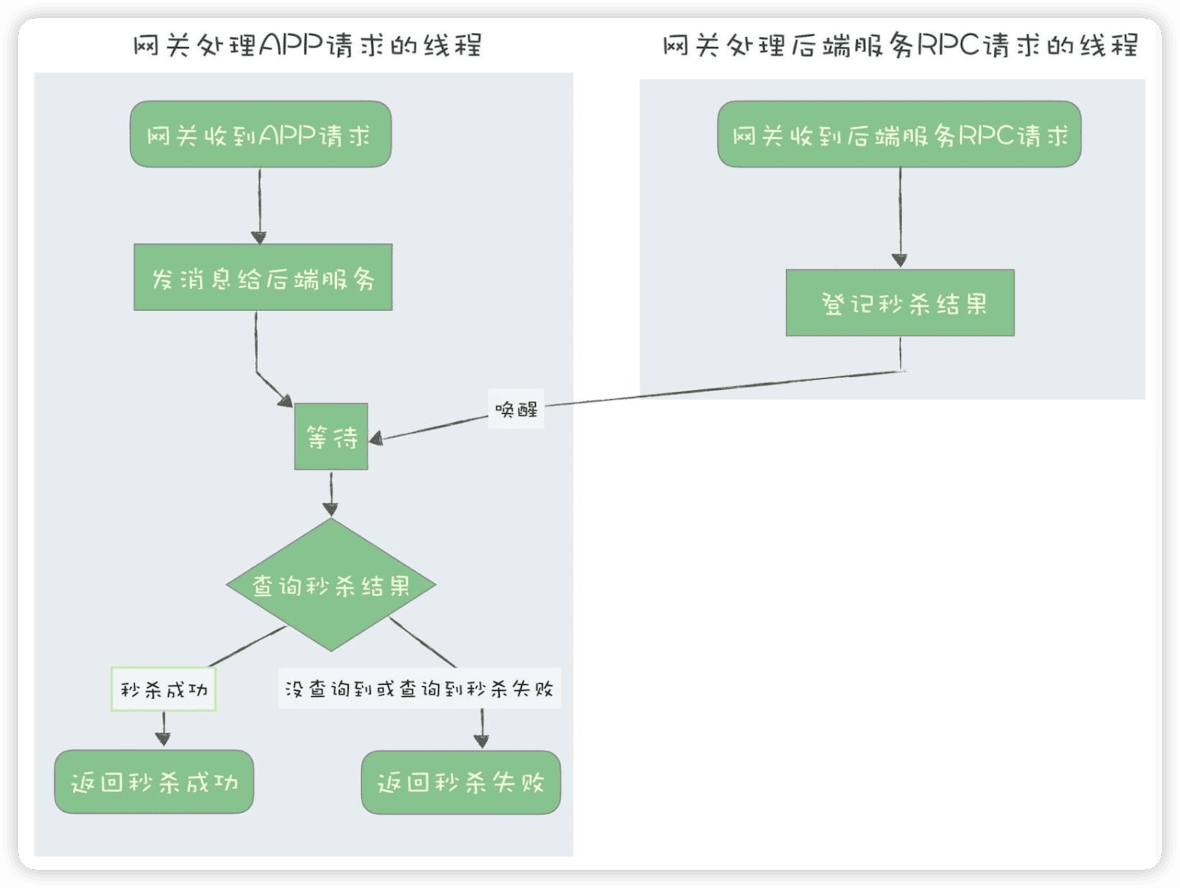 网关处理APP请求的线程
网关处理后端服务RPC请求的线程
网关收到APP请求
网关收到后端服务RPC请求
发消息给后端服务
登记秒杀结果
唤醒
等待
查询秒杀结果
秒杀成功
没查询到或查询到秒杀失败
返回秒杀成功
返回秒杀失败